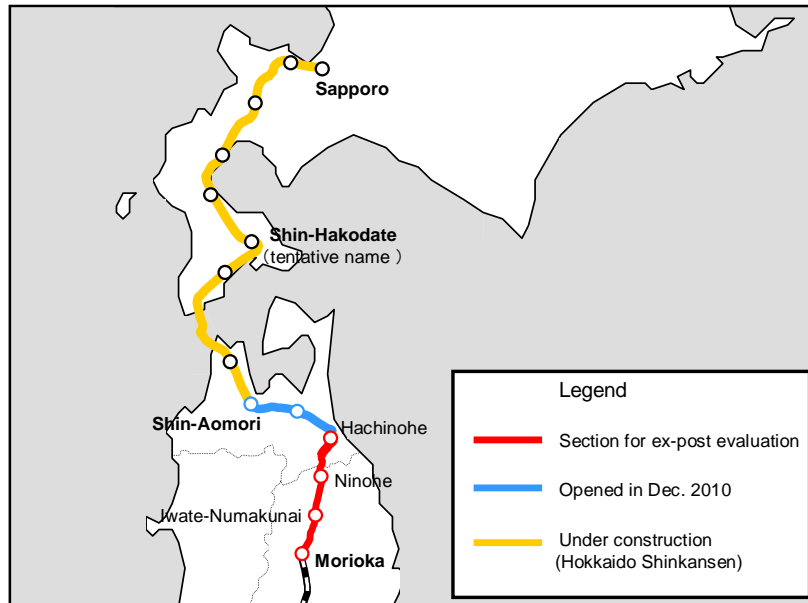 Sapporo
Shin-Hakodate
（tentative name ）
Shin-Aomori
Hachinohe
Ninohe
Iwate-Numakunai
Morioka
Legend
Section for ex-post evaluation
Opened in Dec. 2010
Under construction
(Hokkaido Shinkansen)